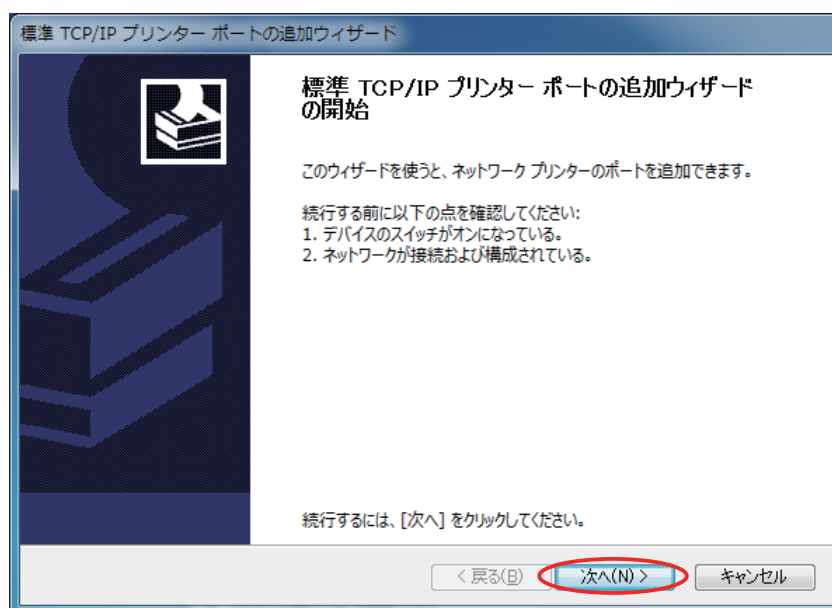 標準 TCP/IP プリンター ポートの追加ウィザード
標準 TCP/IP プリンター ポートの追加ウィザード
の開始
このウィザードを使うと、ネットワーク プリンターのポートを追加できます。
続行する前に以下の点を確認してください:
1. デバイスのスイッチがオンになっている。
2. ネットワークが接続および構成されている。
続行するには、[次へ] をクリックしてください。
< 戻る(B) 次へ(N) > キャンセル